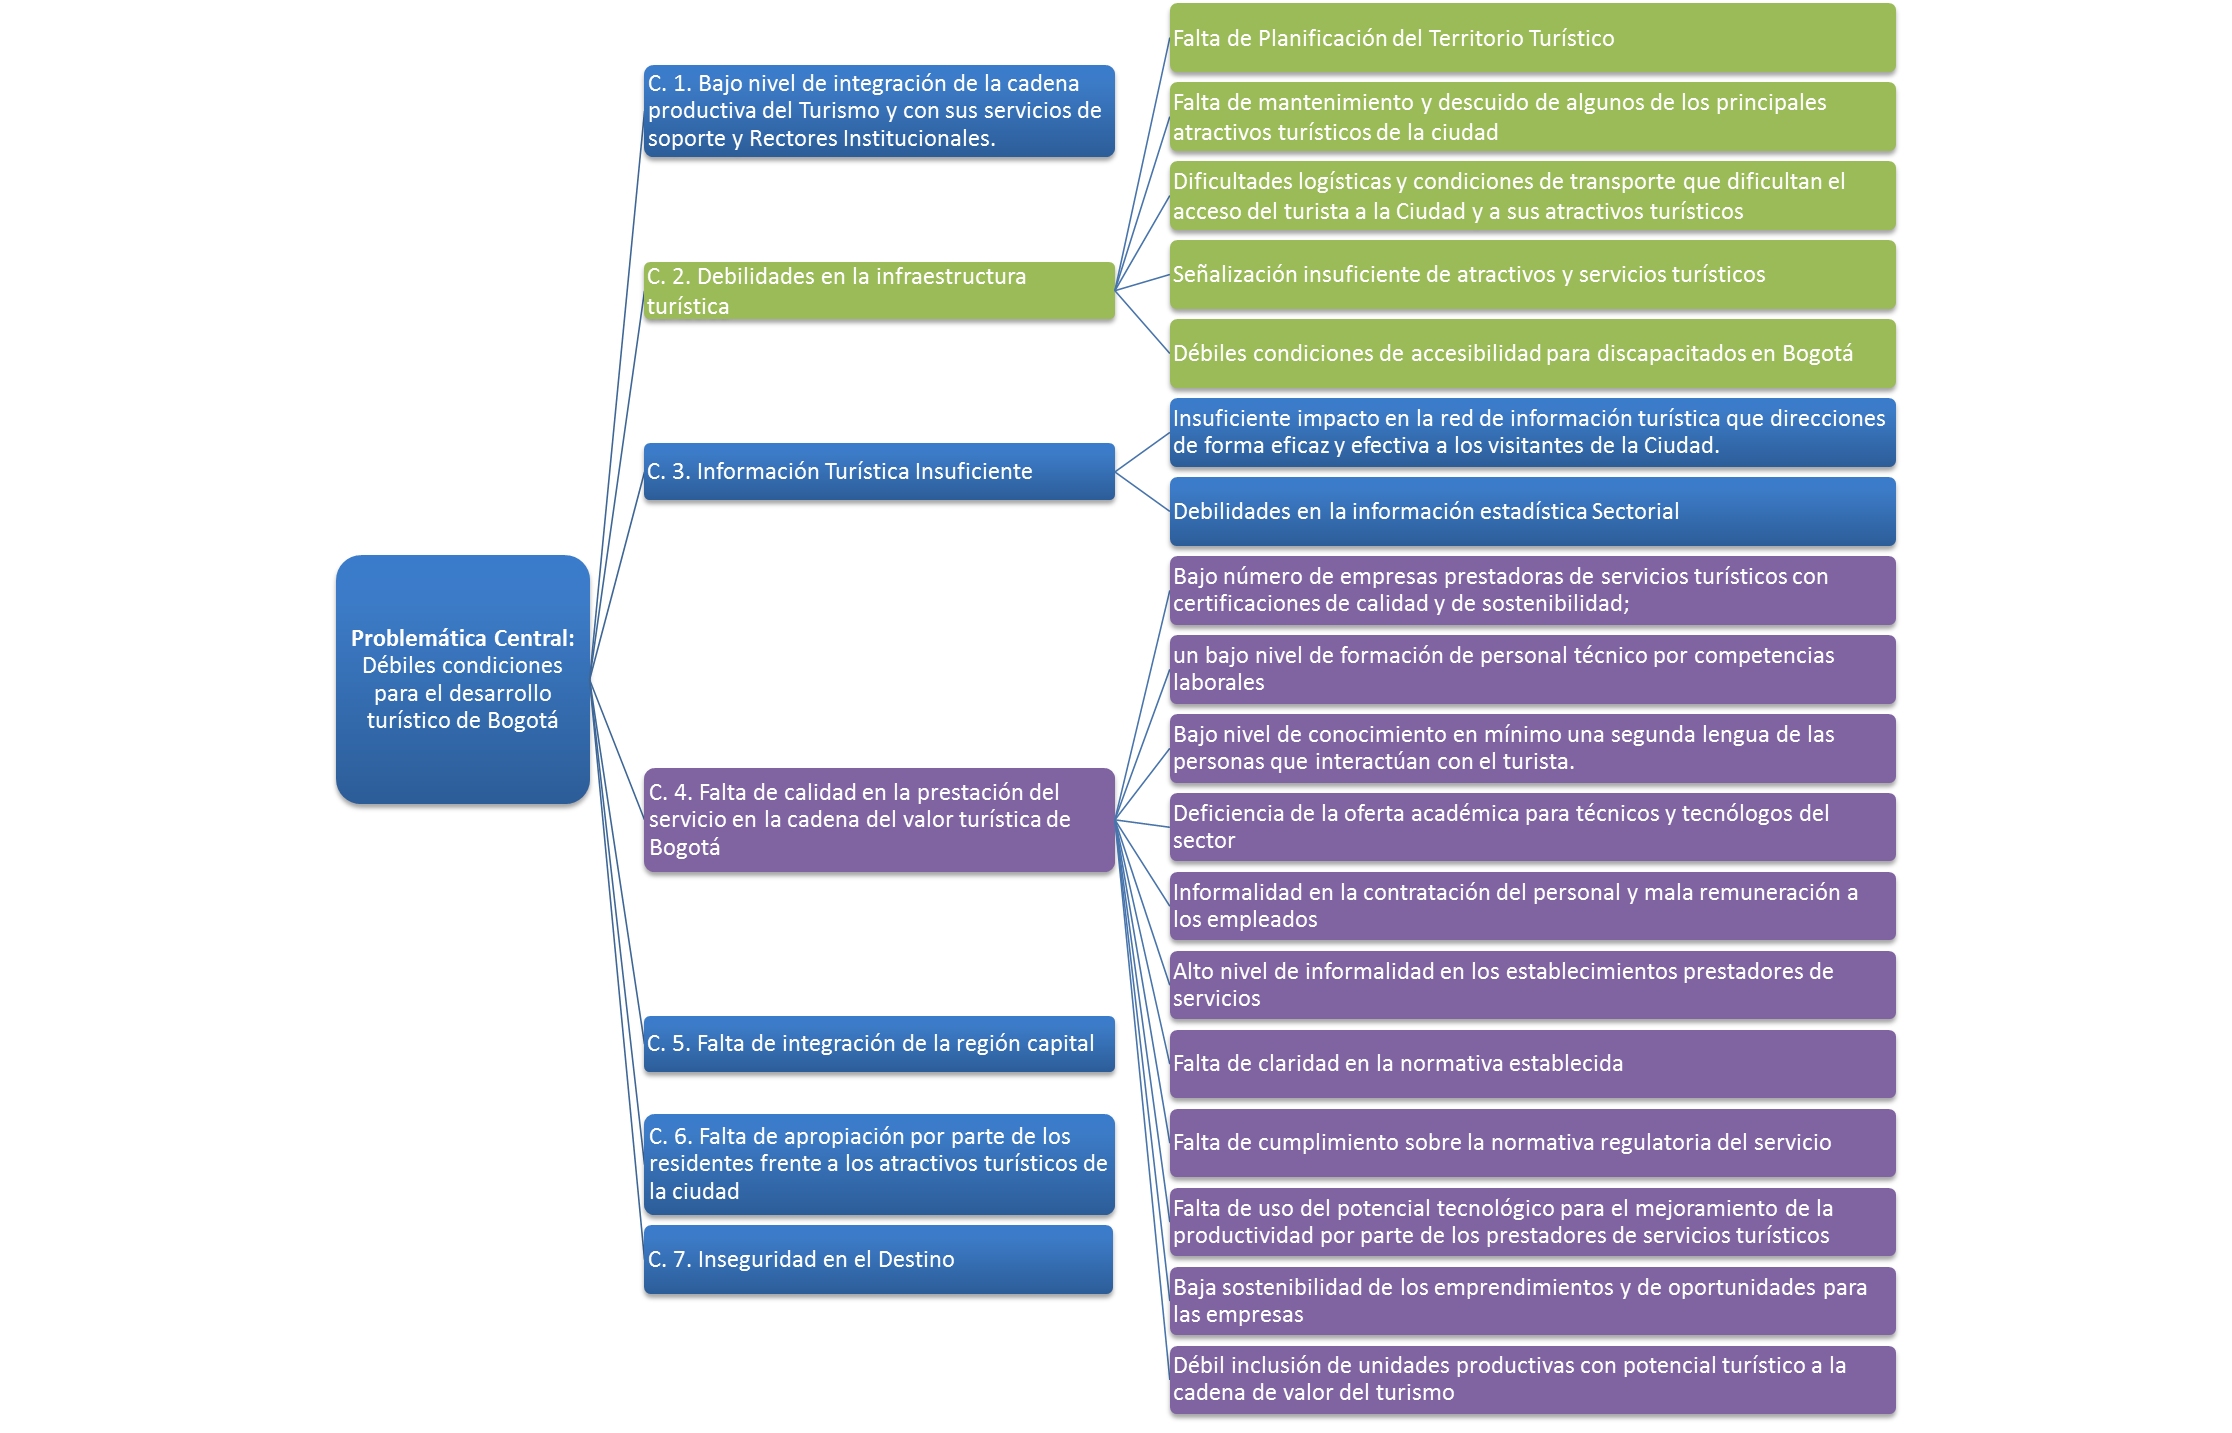 Problemática Central:
Débiles condiciones
para el desarrollo
turístico de Bogotá
C. 1. Bajo nivel de integración de la cadena
productiva del Turismo y con sus servicios de
soporte y Rectores Institucionales.
C. 2. Debilidades en la infraestructura
turística
Falta de Planificación del Territorio Turístico
Falta de mantenimiento y descuido de algunos de los principales
atractivos turísticos de la ciudad
Dificultades logísticas y condiciones de transporte que dificultan el
acceso del turista a la Ciudad y a sus atractivos turísticos
Señalización insuficiente de atractivos y servicios turísticos
Débiles condiciones de accesibilidad para discapacitados en Bogotá
C. 3. Información Turística Insuficiente
Insuficiente impacto en la red de información turística que direcciones
de forma eficaz y efectiva a los visitantes de la Ciudad.
Debilidades en la información estadística Sectorial
C. 4. Falta de calidad en la prestación del
servicio en la cadena del valor turística de
Bogotá
Bajo número de empresas prestadoras de servicios turísticos con
certificaciones de calidad y de sostenibilidad;
un bajo nivel de formación de personal técnico por competencias
laborales
Bajo nivel de conocimiento en mínimo una segunda lengua de las
personas que interactúan con el turista.
Deficiencia de la oferta académica para técnicos y tecnólogos del
sector
Informalidad en la contratación del personal y mala remuneración a
los empleados
Alto nivel de informalidad en los establecimientos prestadores de
servicios
Falta de claridad en la normativa establecida
Falta de cumplimiento sobre la normativa regulatoria del servicio
Falta de uso del potencial tecnológico para el mejoramiento de la
productividad por parte de los prestadores de servicios turísticos
Baja sostenibilidad de los emprendimientos y de oportunidades para
las empresas
Débil inclusión de unidades productivas con potencial turístico a la
cadena de valor del turismo
C. 5. Falta de integración de la región capital
C. 6. Falta de apropiación por parte de los
residentes frente a los atractivos turísticos de
la ciudad
C. 7. Inseguridad en el Destino